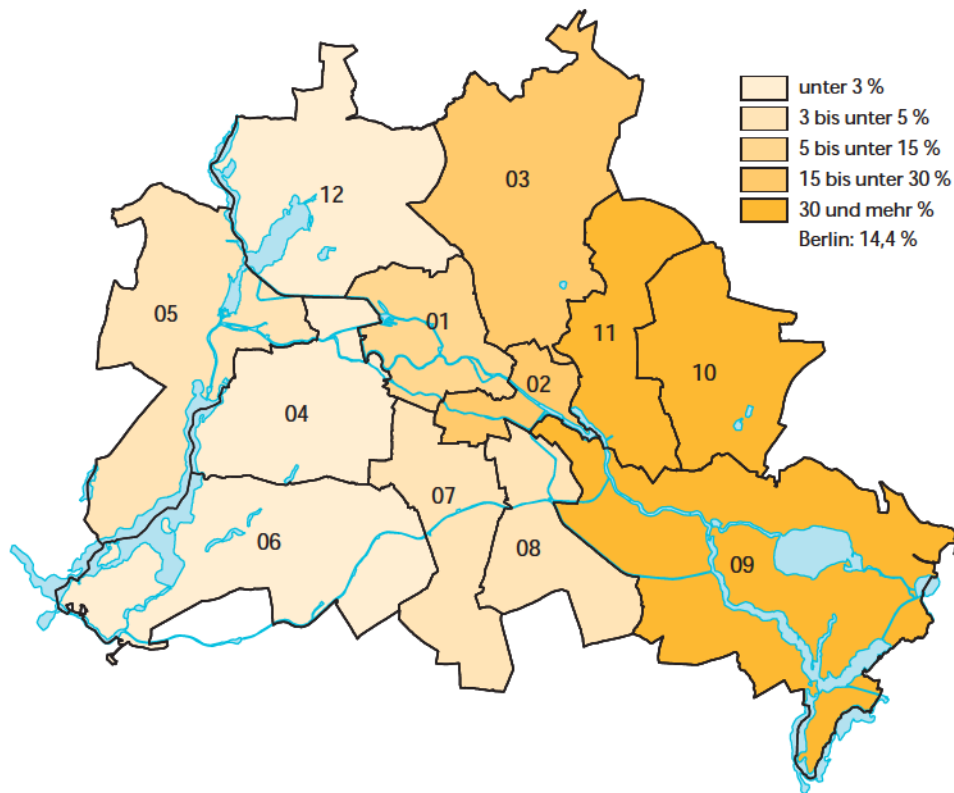 unter 3 %
3 bis unter 5 %
5 bis unter 15 %
15 bis unter 30 %
30 und mehr %
Berlin: 14,4 %
03
12
05
01
11
02
10
04
07
06
08
09